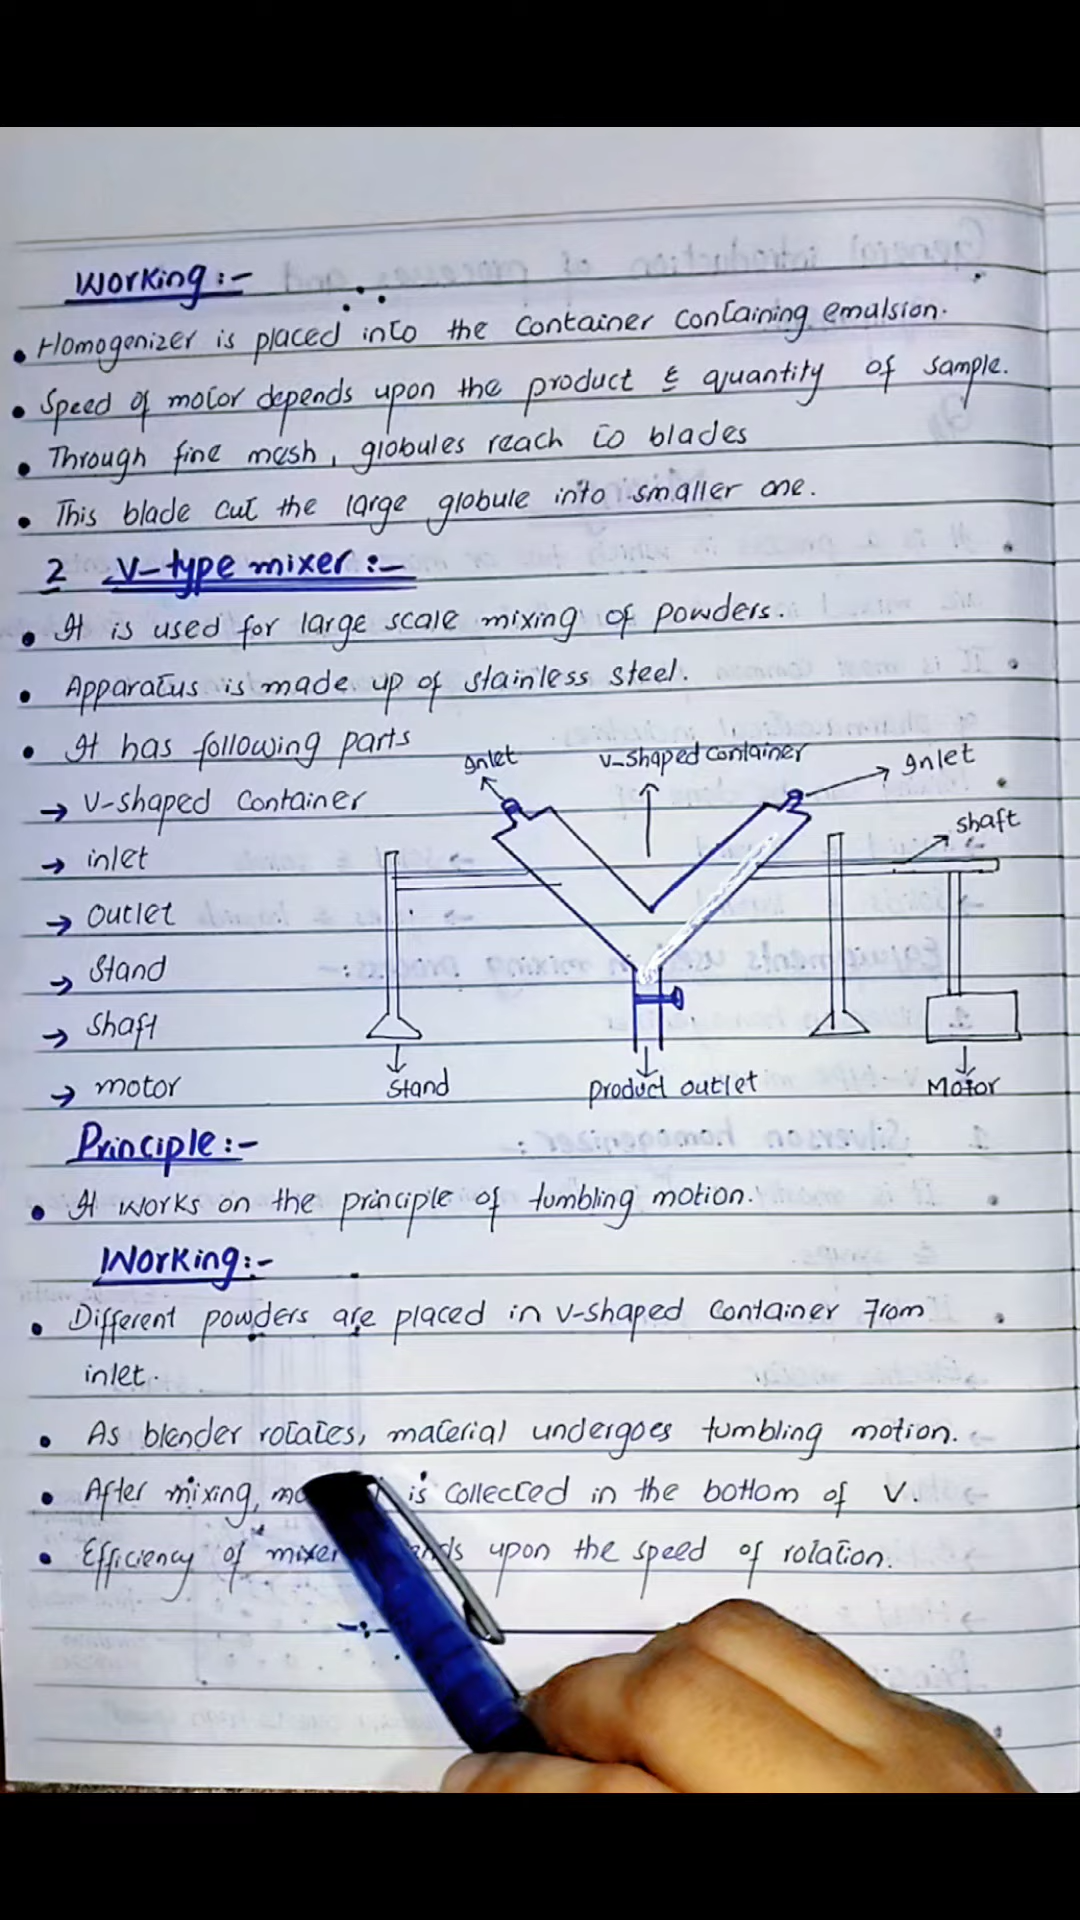 Working:-
• Homogenizer is placed into the container containing emulsion.
• Speed of motor depends upon the product & quantity of sample.
• Through fine mesh, globules reach to blades
• This blade cut the large globule into smaller one.
2 V-type mixer:-
• It is used for large scale mixing of powders.
• Apparatus is made up of stainless steel.
• It has following parts
Inlet
V-shaped container
Inlet
→ V-shaped container
shaft
→ inlet
→ outlet
→ Stand
→ shaft
→ motor
Stand
Product outlet
Motor
Principle:-
• It works on the principle of tumbling motion.
Working:-
• Different powders are placed in V-shaped container from
inlet.
• As blender rotates, material undergoes tumbling motion.
• After mixing, is collected in the bottom of V.
• Efficiency of mixer upon the speed of rotation.